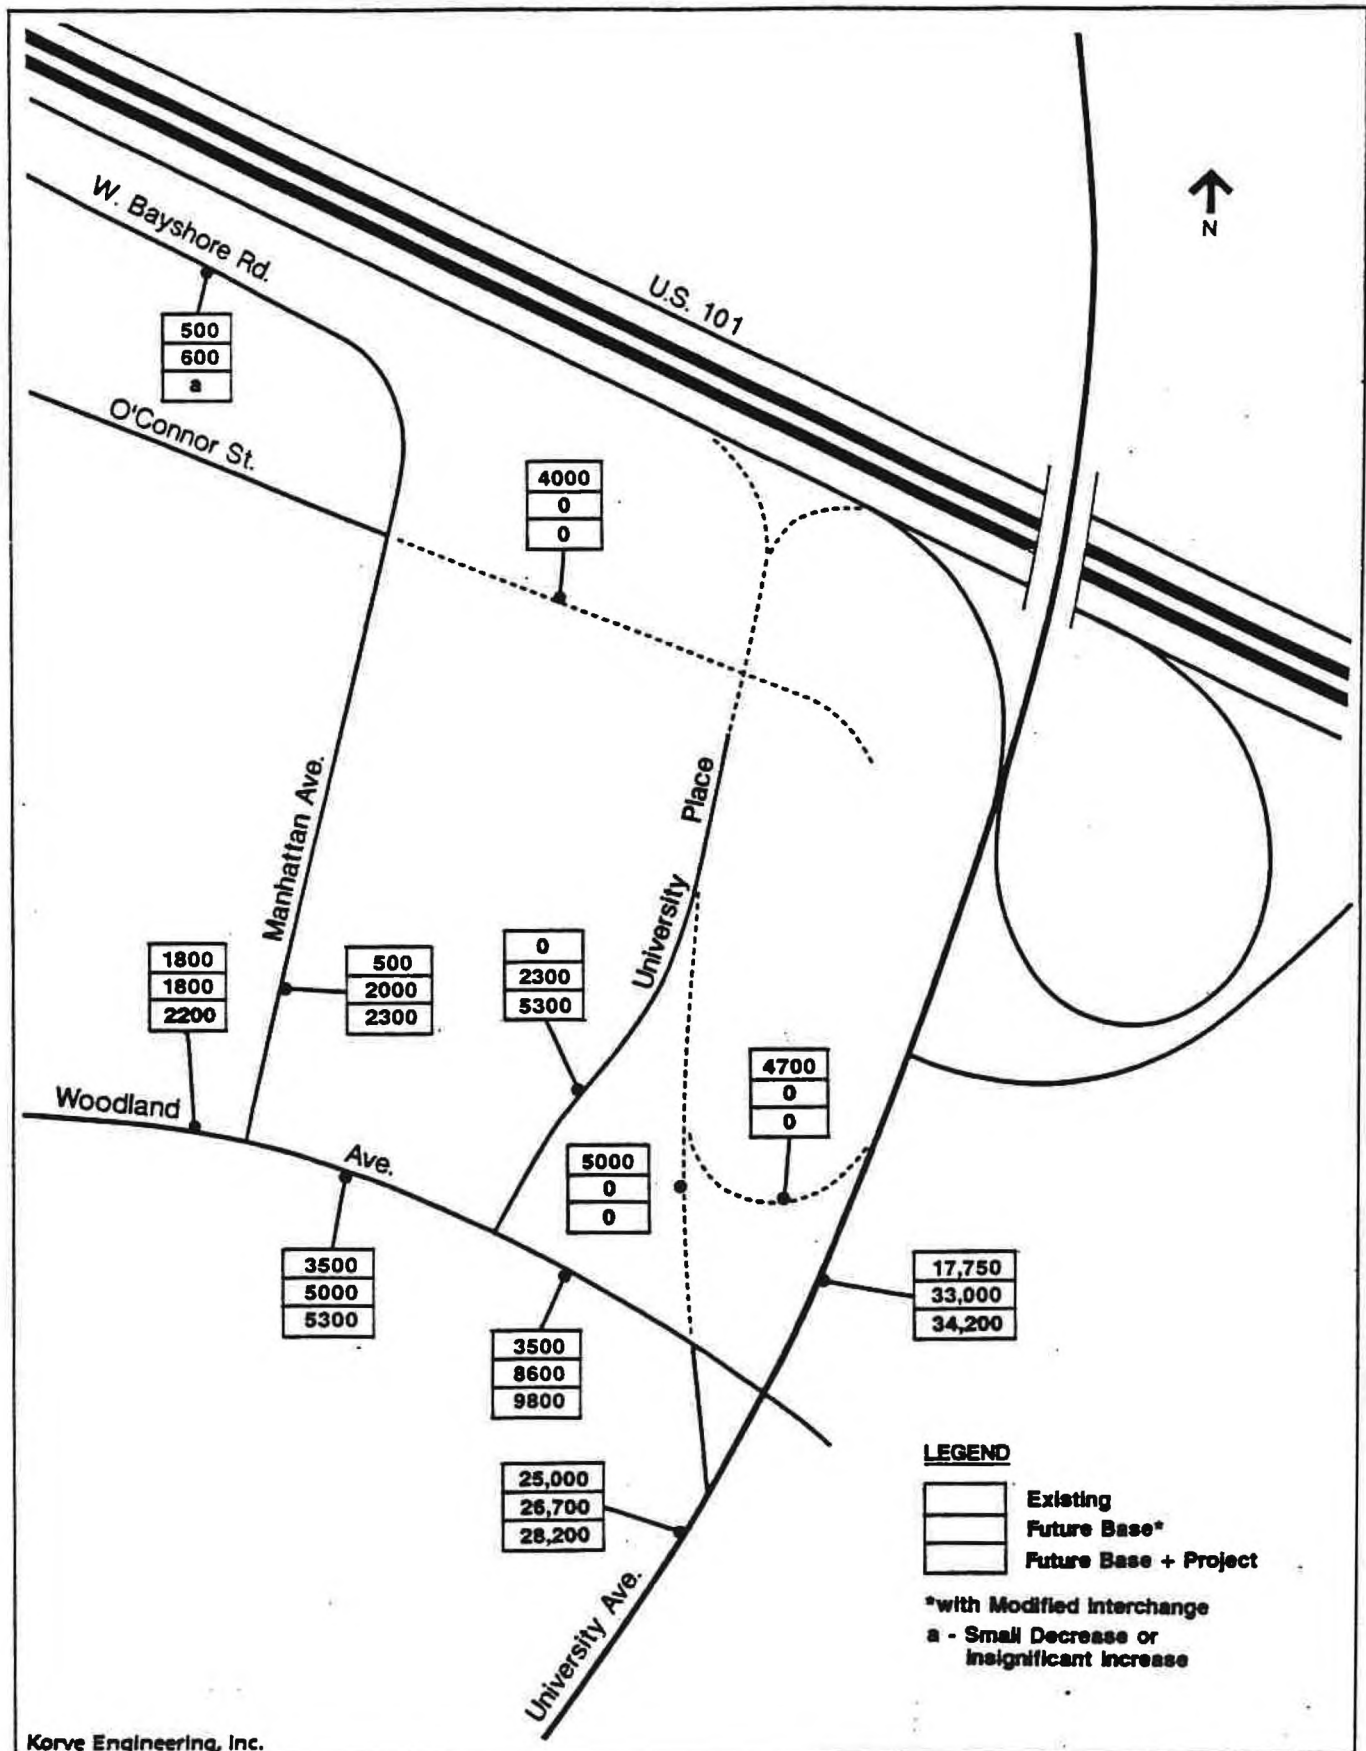 N
W. Bayshore Rd.
U.S. 101
500
600
a
O'Connor St.
4000
0
0
Manhattan Ave.
University Place
1800
1800
2200
500
2000
2300
0
2300
5300
4700
0
0
Woodland Ave.
5000
0
0
3500
5000
5300
17,750
33,000
34,200
3500
8600
9800
25,000
26,700
28,200
University Ave.
LEGEND
Existing
Future Base*
Future Base + Project
*with Modified Interchange
a - Small Decrease or
Insignificant Increase
Korve Engineering, Inc.